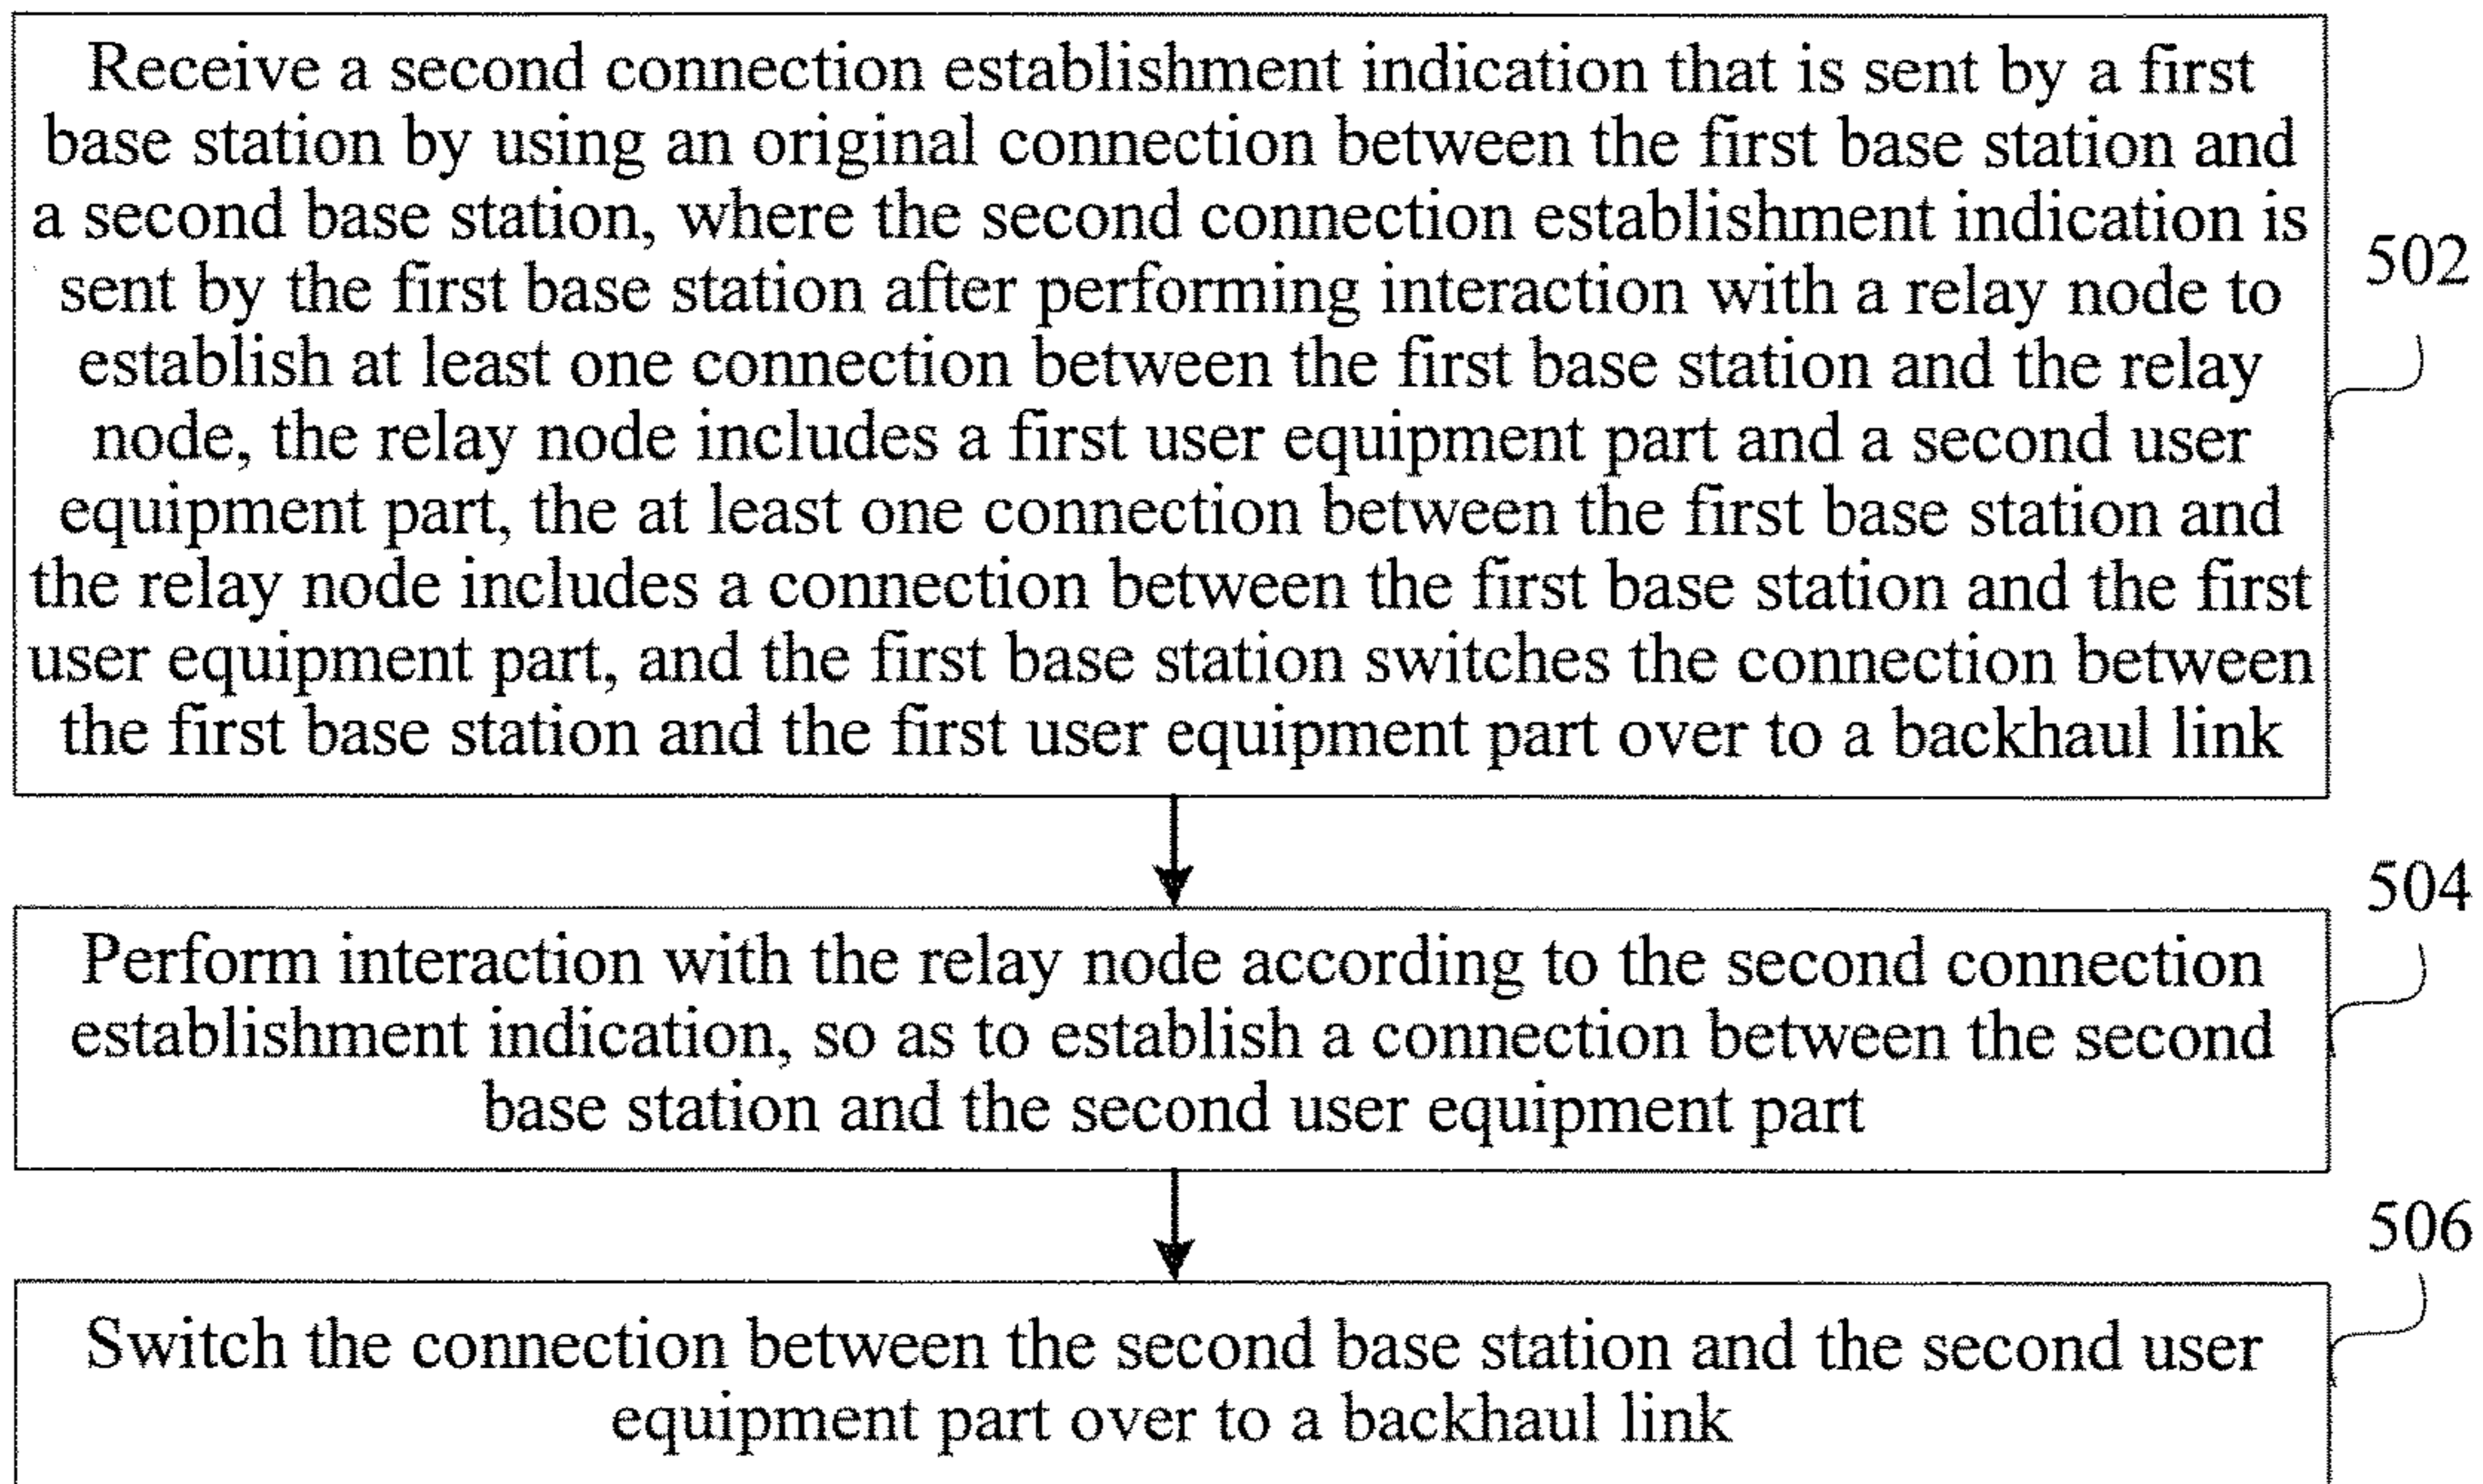 Receive a second connection establishment indication that is sent by a first
base station by using an original connection between the first base station and
a second base station, where the second connection establishment indication is
sent by the first base station after performing interaction with a relay node to
establish at least one connection between the first base station and the relay
node, the relay node includes a first user equipment part and a second user
equipment part, the at least one connection between the first base station and
the relay node includes a connection between the first base station and the first
user equipment part, and the first base station switches the connection between
the first base station and the first user equipment part over to a backhaul link
502
504
Perform interaction with the relay node according to the second connection
establishment indication, so as to establish a connection between the second
base station and the second user equipment part
506
Switch the connection between the second base station and the second user
equipment part over to a backhaul link